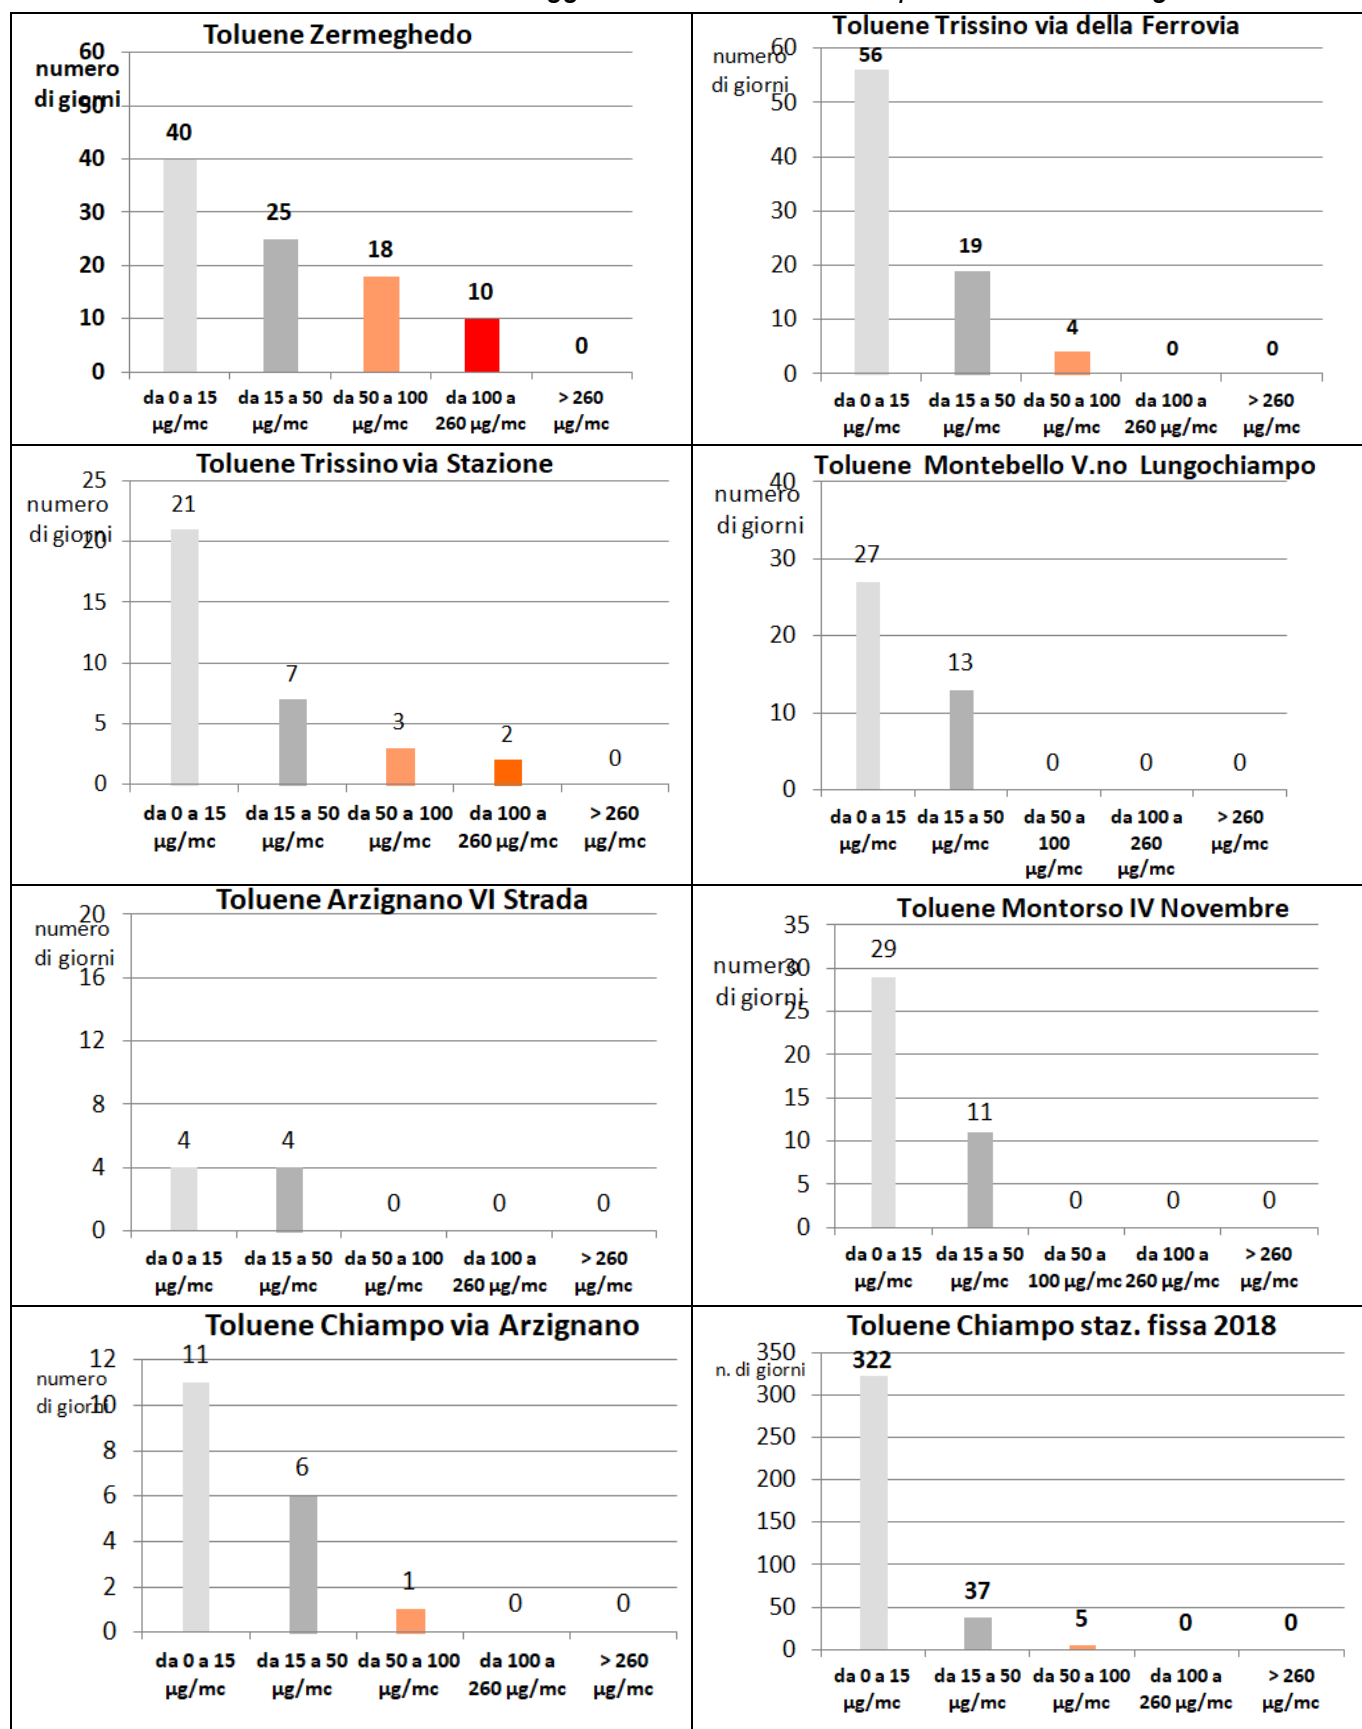 Toluene Zermeghedo
numero
di giorni
60
50
40
30
20
10
0
40
25
18
10
0
da 0 a 15 da 15 a 50 da 50 a 100 da 100 a > 260
µg/mc µg/mc µg/mc 260 µg/mc µg/mc
Toluene Trissino via della Ferrovia
numero
di giorni
60
50
40
30
20
10
0
56
19
4
0
0
da 0 a 15 da 15 a 50 da 50 a 100 da 100 a > 260
µg/mc µg/mc µg/mc 260 µg/mc µg/mc
Toluene Trissino via Stazione
numero
di giorni
25
20
15
10
5
0
21
7
3
2
0
da 0 a 15 da 15 a 50 da 50 a 100 da 100 a > 260
µg/mc µg/mc µg/mc 260 µg/mc µg/mc
Toluene Montebello V.no Lungochiampo
numero
di giorni
40
30
20
10
0
27
13
0
0
0
da 0 a 15 da 15 a 50 da 50 a da 100 a > 260
µg/mc µg/mc 100 260 µg/mc
µg/mc µg/mc
Toluene Arzignano VI Strada
numero
di giorni
20
16
12
8
4
0
4
4
0
0
0
da 0 a 15 da 15 a 50 da 50 a 100 da 100 a > 260
µg/mc µg/mc µg/mc 260 µg/mc µg/mc
Toluene Montorso IV Novembre
numero
di giorni
35
30
25
20
15
10
5
0
29
11
0
0
0
da 0 a 15 da 15 a 50 da 50 a da 100 a > 260
µg/mc µg/mc 100 µg/mc 260 µg/mc µg/mc
Toluene Chiampo via Arzignano
numero
di giorni
12
10
8
6
4
2
0
11
6
1
0
0
da 0 a 15 da 15 a 50 da 50 a 100 da 100 a > 260
µg/mc µg/mc µg/mc 260 µg/mc µg/mc
Toluene Chiampo staz. fissa 2018
n. di giorni
350
300
250
200
150
100
50
0
322
37
5
0
0
da 0 a 15 da 15 a 50 da 50 a 100 da 100 a > 260
µg/mc µg/mc µg/mc 260 µg/mc µg/mc